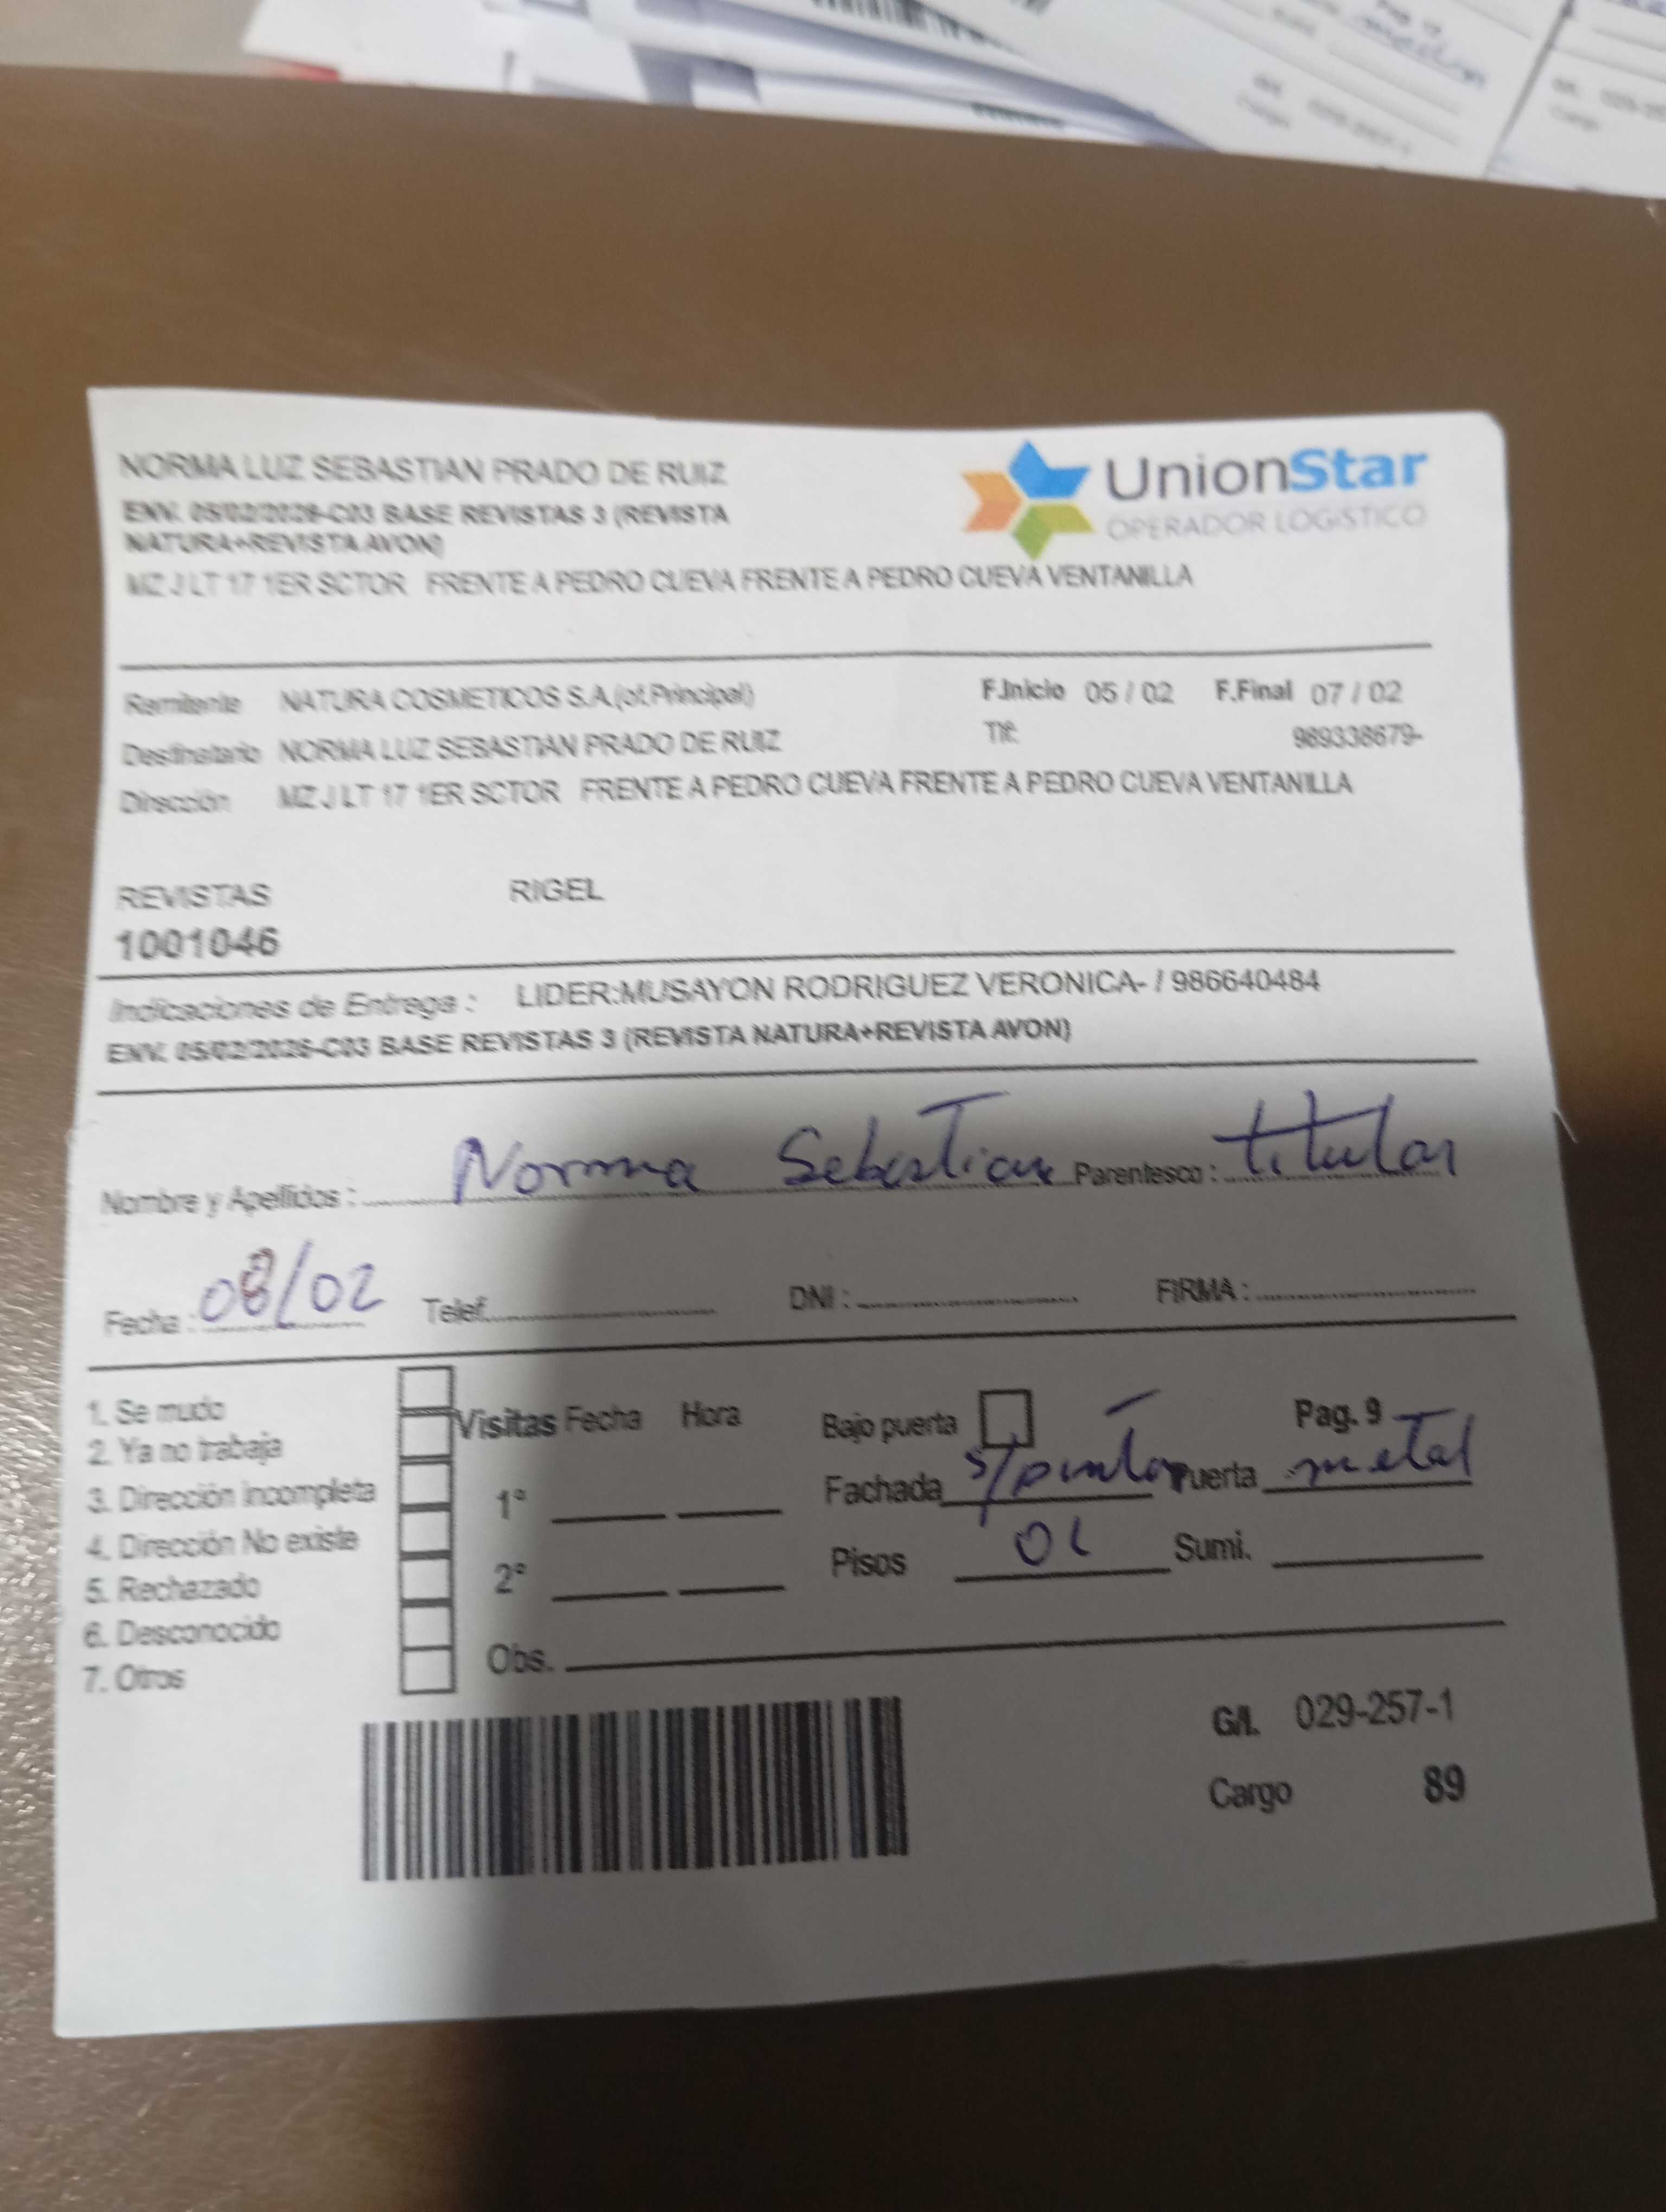 NORMA LUZ SEBASTIAN PRADO DE RUIZ
UnionStar
OPERADOR LOGISTICO
ENV. 05/02/2026-C03 BASE REVISTAS 3 (REVISTA
NATURA+REVISTA AVON)
MZ J LT 17 1ER SCTOR FRENTE A PEDRO CUEVA FRENTE A PEDRO CUEVA VENTANILLA
Remitente NATURA COSMETICOS S.A.(of.Principal) F.Inicio 05 / 02 F.Final 07 / 02
Destinatario NORMA LUZ SEBASTIAN PRADO DE RUIZ Tlf: 989338679-
Dirección MZ J LT 17 1ER SCTOR FRENTE A PEDRO CUEVA FRENTE A PEDRO CUEVA VENTANILLA
REVISTAS RIGEL
1001046
Indicaciones de Entrega : LIDER:MUSAYON RODRIGUEZ VERONICA- / 986640484
ENV. 05/02/2026-C03 BASE REVISTAS 3 (REVISTA NATURA+REVISTA AVON)
Nombre y Apellidos : Norma Sebastian Parentesco : titular
Fecha : 08/02 Telef. DNI : FIRMA :
1. Se mudo
2. Ya no trabaja
3. Dirección incompleta
4. Dirección No existe
5. Rechazado
6. Desconocido
7. Otros
Visitas Fecha Hora
1°
2°
Obs.
Bajo puerta Pag. 9
Fachada s/pintar Puerta metal
Pisos 01 Sumi.
G/I. 029-257-1
Cargo 89